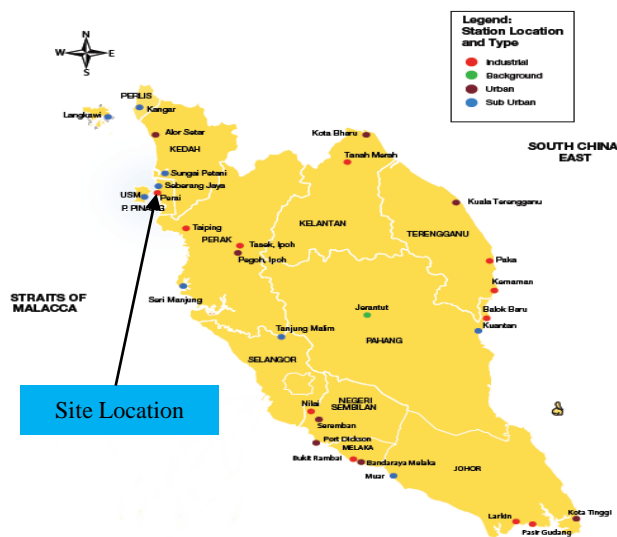 Legend:
Station Location
and Type
Industrial
Background
Urban
Sub Urban
N
W
E
S
PERLIS
Langkawi
Kangar
Alor Setar
KEDAH
Kota Bharu
Tanah Merah
SOUTH CHINA
EAST
Sungai Petani
Seberang Jaya
USM
Perai
P. PINANG
Kuala Terengganu
KELANTAN
TERENGGANU
Taiping
PERAK
Tasek, Ipoh
Pegoh, Ipoh
Paka
Kemaman
STRAITS OF
MALACCA
Seri Manjung
Jerantut
Balok Baru
Kuantan
Tanjung Malim
PAHANG
SELANGOR
Site Location
Nilai
NEGERI
SEMBILAN
Seremban
Port Dickson
MELAKA
Bukit Rambai
Bandaraya Melaka
Muar
JOHOR
Larkin
Pasir Gudang
Kota Tinggi